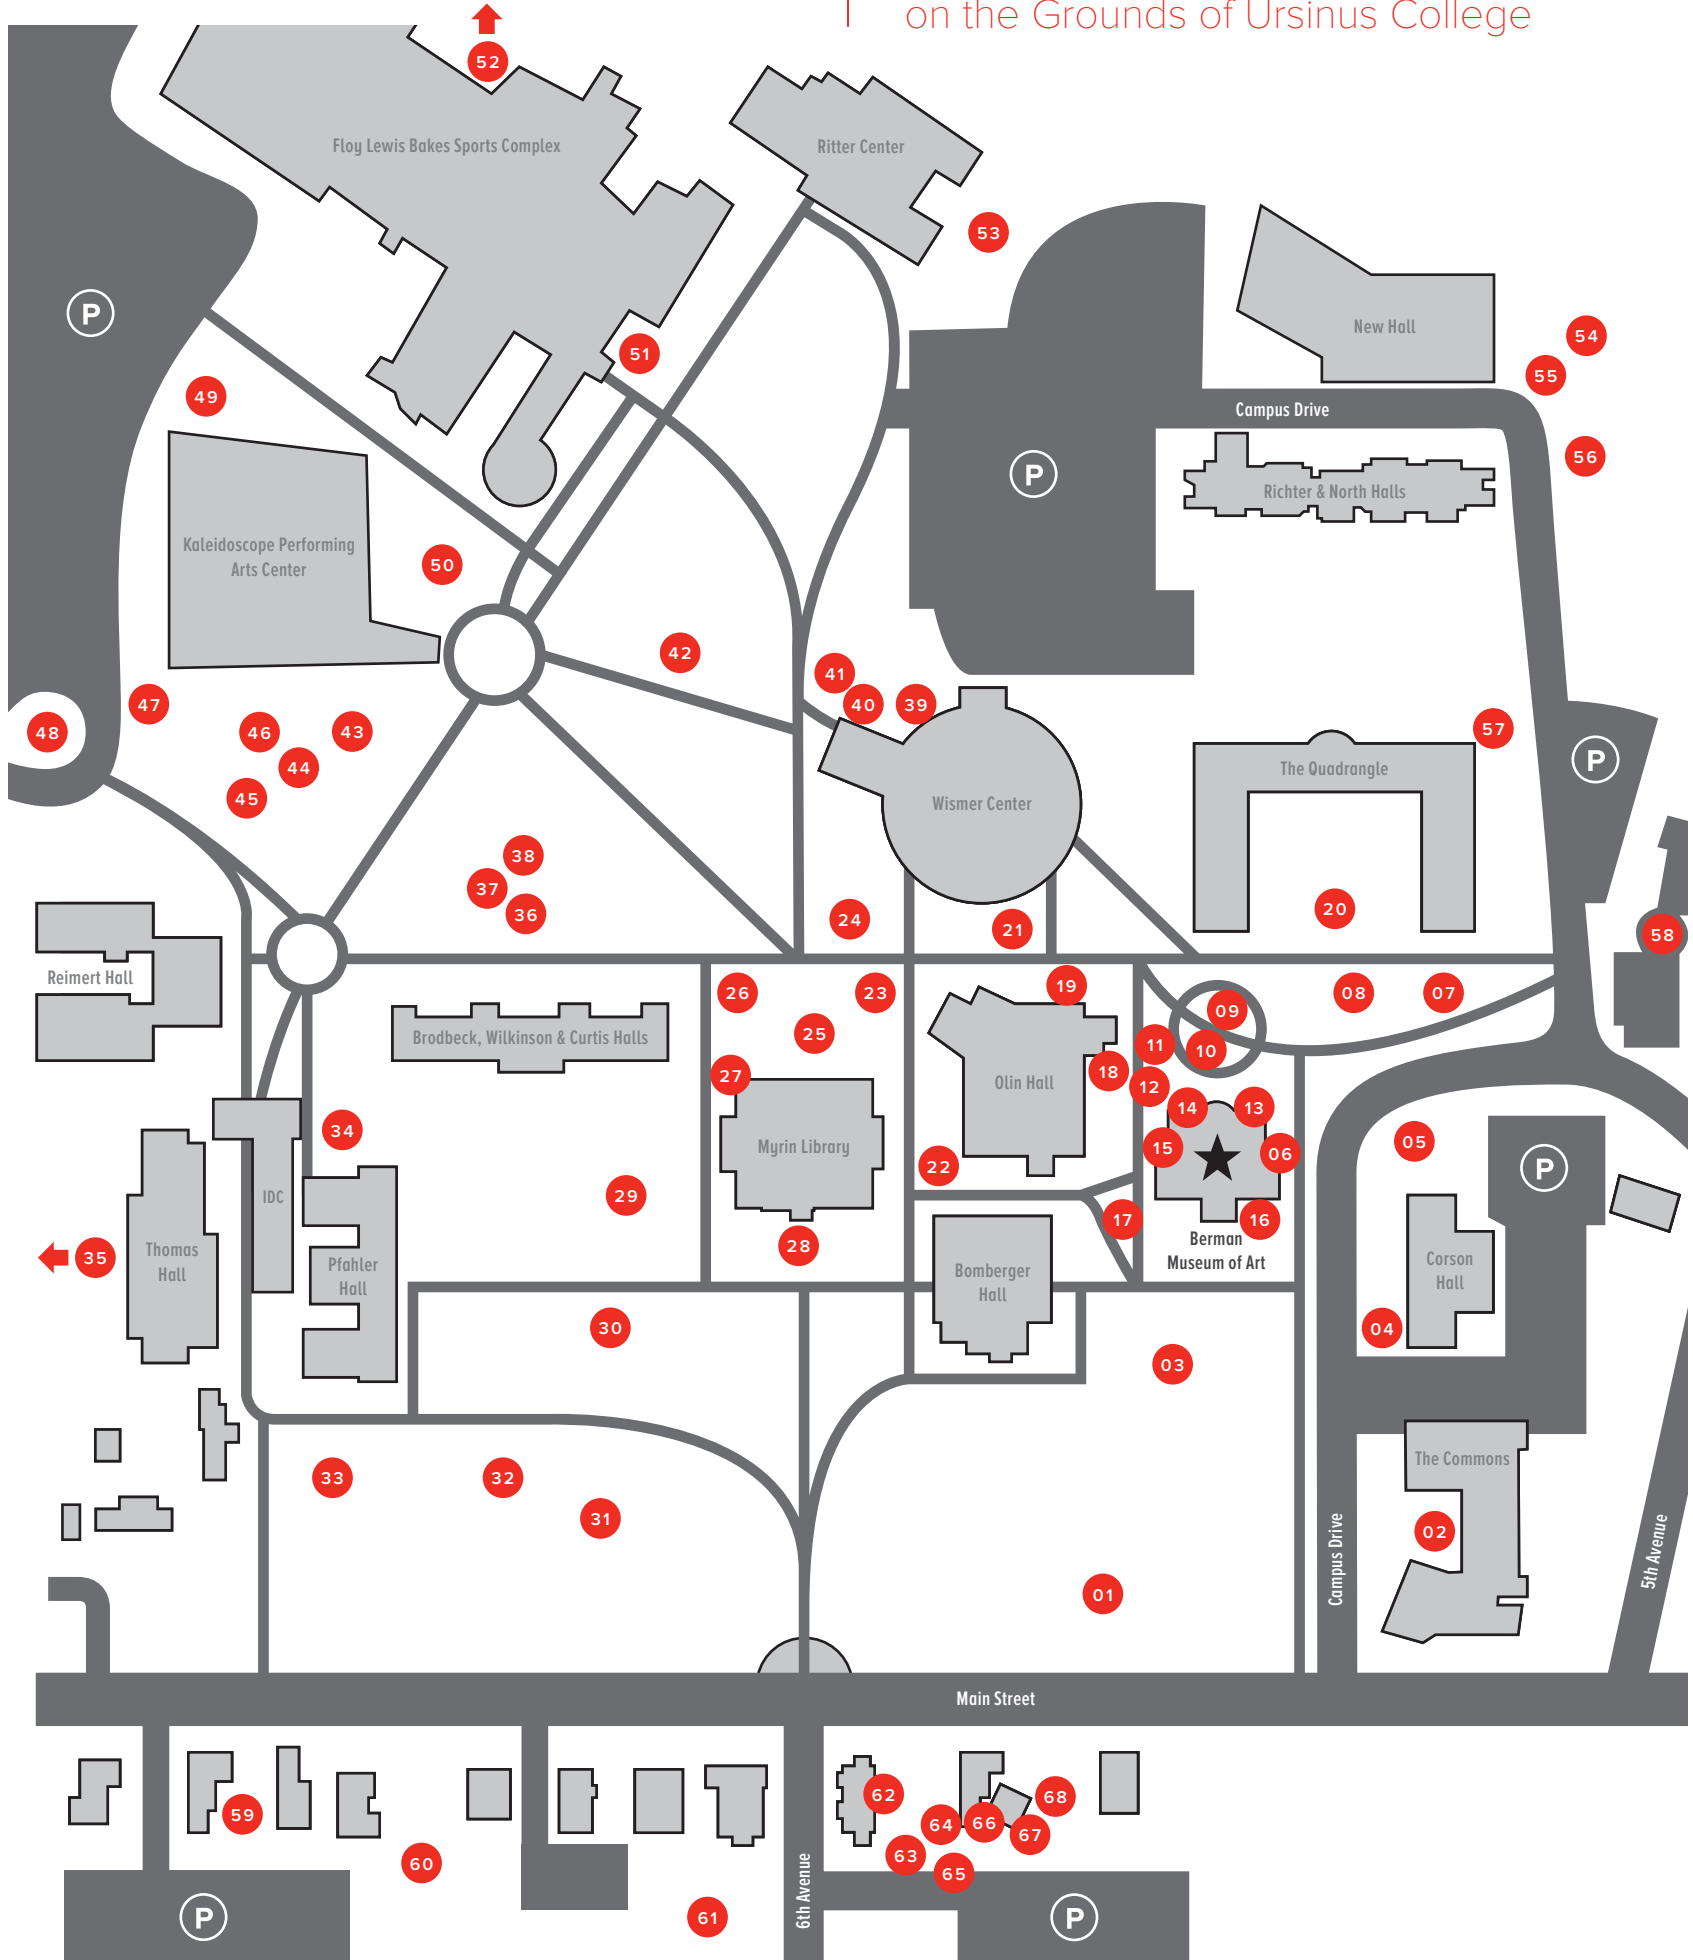 on the Grounds of Ursinus College
52
Floy Lewis Bakes Sports Complex
Ritter Center
53
P
New Hall
54
51
55
49
Campus Drive
56
P
Richter & North Halls
Kaleidoscope Performing
Arts Center
50
42
41
40
39
47
48
46
43
44
45
57
The Quadrangle
P
Wismer Center
38
37
36
24
21
20
58
Reimert Hall
26
23
19
09
08
07
Brodbeck, Wilkinson & Curtis Halls
25
11
10
27
Olin Hall
18
12
14
13
34
Myrin Library
15
06
05
P
22
IDC
29
17
16
28
Berman
Museum of Art
35
Thomas
Hall
Pfahler
Hall
Bomberger
Hall
Corson
Hall
30
04
03
The Commons
33
32
31
02
Campus Drive
5th Avenue
01
Main Street
59
62
68
64
66
67
60
63
65
6th Avenue
P
61
P